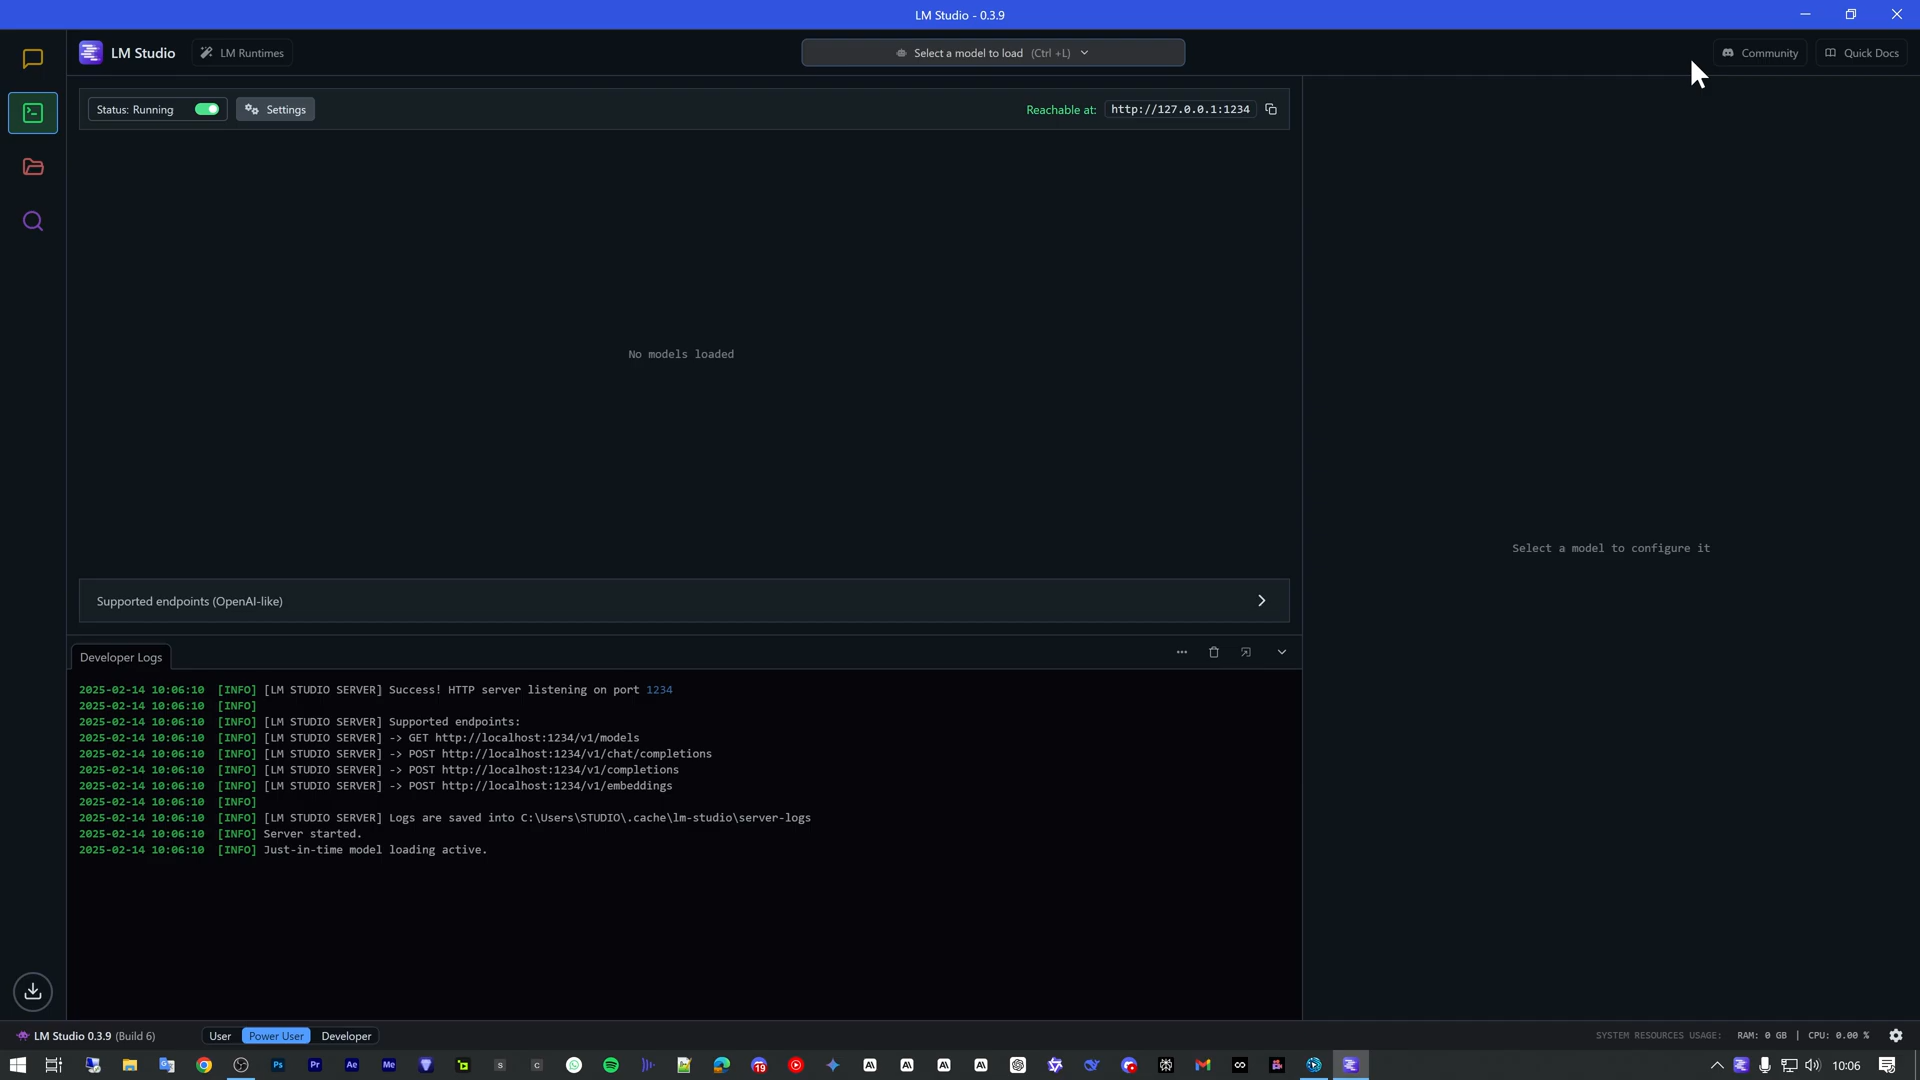 LM Studio - 0.3.9
LM Studio
LM Runtimes
Select a model to load (Ctrl +L)
Community
Quick Docs
Status: Running
Settings
Reachable at: http://127.0.0.1:1234
No models loaded
Select a model to configure it
Supported endpoints (OpenAI-like)
Developer Logs
2025-02-14 10:06:10 [INFO] [LM STUDIO SERVER] Success! HTTP server listening on port 1234
2025-02-14 10:06:10 [INFO]
2025-02-14 10:06:10 [INFO] [LM STUDIO SERVER] Supported endpoints:
2025-02-14 10:06:10 [INFO] [LM STUDIO SERVER] -> GET http://localhost:1234/v1/models
2025-02-14 10:06:10 [INFO] [LM STUDIO SERVER] -> POST http://localhost:1234/v1/chat/completions
2025-02-14 10:06:10 [INFO] [LM STUDIO SERVER] -> POST http://localhost:1234/v1/completions
2025-02-14 10:06:10 [INFO] [LM STUDIO SERVER] -> POST http://localhost:1234/v1/embeddings
2025-02-14 10:06:10 [INFO]
2025-02-14 10:06:10 [INFO] [LM STUDIO SERVER] Logs are saved into C:\Users\STUDIO\.cache\lm-studio\server-logs
2025-02-14 10:06:10 [INFO] Server started.
2025-02-14 10:06:10 [INFO] Just-in-time model loading active.
LM Studio 0.3.9 (Build 6)
User
Power User
Developer
SYSTEM RESOURCES USAGE: RAM: 0 GB | CPU: 0.00 %
Ps
Pr
Ae
Me
S
C
19
AI
AI
AI
AI
10:06